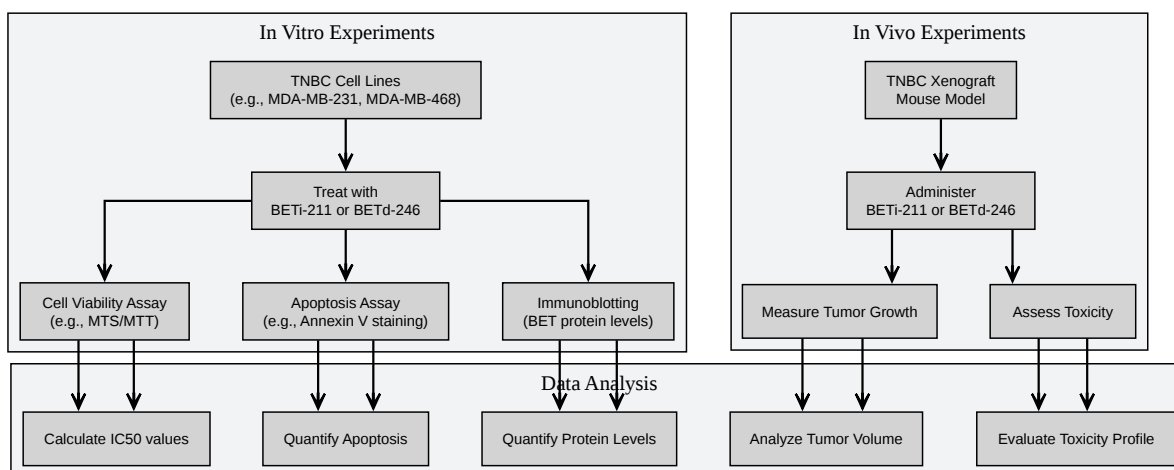 In Vitro Experiments
TNBC Cell Lines
(e.g., MDA-MB-231, MDA-MB-468)
Treat with
BETi-211 or BETd-246
Cell Viability Assay
(e.g., MTS/MTT)
Apoptosis Assay
(e.g., Annexin V staining)
Immunoblotting
(BET protein levels)
In Vivo Experiments
TNBC Xenograft
Mouse Model
Administer
BETi-211 or BETd-246
Measure Tumor Growth
Assess Toxicity
Data Analysis
Calculate IC50 values
Quantify Apoptosis
Quantify Protein Levels
Analyze Tumor Volume
Evaluate Toxicity Profile